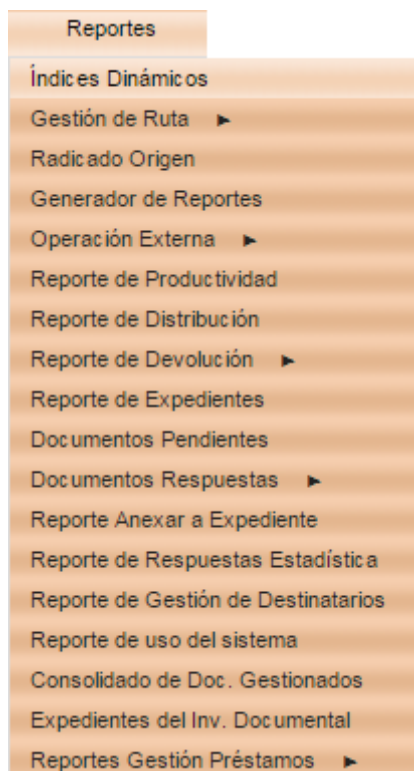 Reportes
Índices Dinámicos
Gestión de Ruta ►
Radicado Origen
Generador de Reportes
Operación Externa ►
Reporte de Productividad
Reporte de Distribución
Reporte de Devolución ►
Reporte de Expedientes
Documentos Pendientes
Documentos Respuestas ►
Reporte Anexar a Expediente
Reporte de Respuestas Estadística
Reporte de Gestión de Destinatarios
Reporte de uso del sistema
Consolidado de Doc. Gestionados
Expedientes del Inv. Documental
Reportes Gestión Préstamos ►